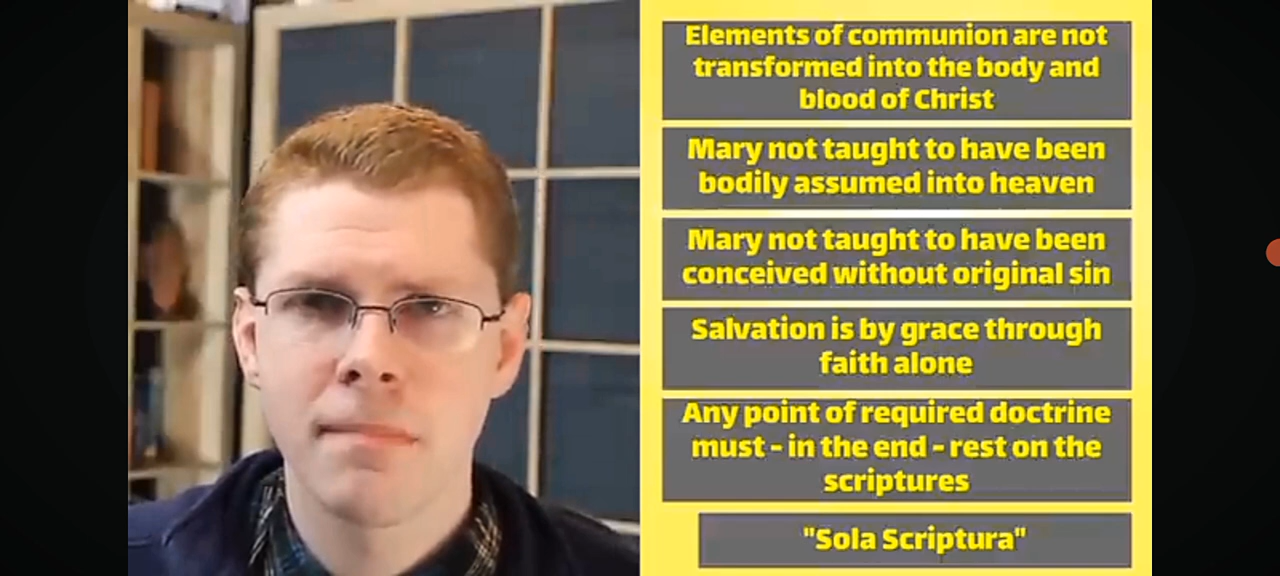 Elements of communion are not
transformed into the body and
blood of Christ
Mary not taught to have been
bodily assumed into heaven
Mary not taught to have been
conceived without original sin
Salvation is by grace through
faith alone
Any point of required doctrine
must - in the end - rest on the
scriptures
"Sola Scriptura"